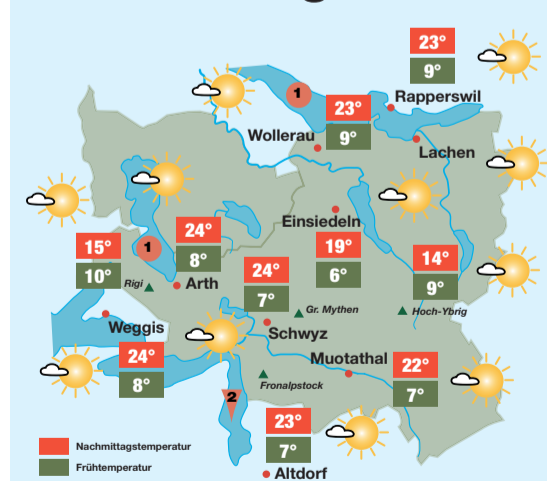 23°
9°
Rapperswil
1
23°
9°
Wollerau
Lachen
Einsiedeln
19°
6°
24°
8°
Arth
15°
10°
1
Rigi
14°
9°
Hoch-Ybrig
24°
7°
Gr. Mythen
Schwyz
Weggis
24°
8°
Muotathal
22°
7°
Fronalpstock
2
23°
7°
Altdorf
Nachmittagstemperatur
Frühtemperatur